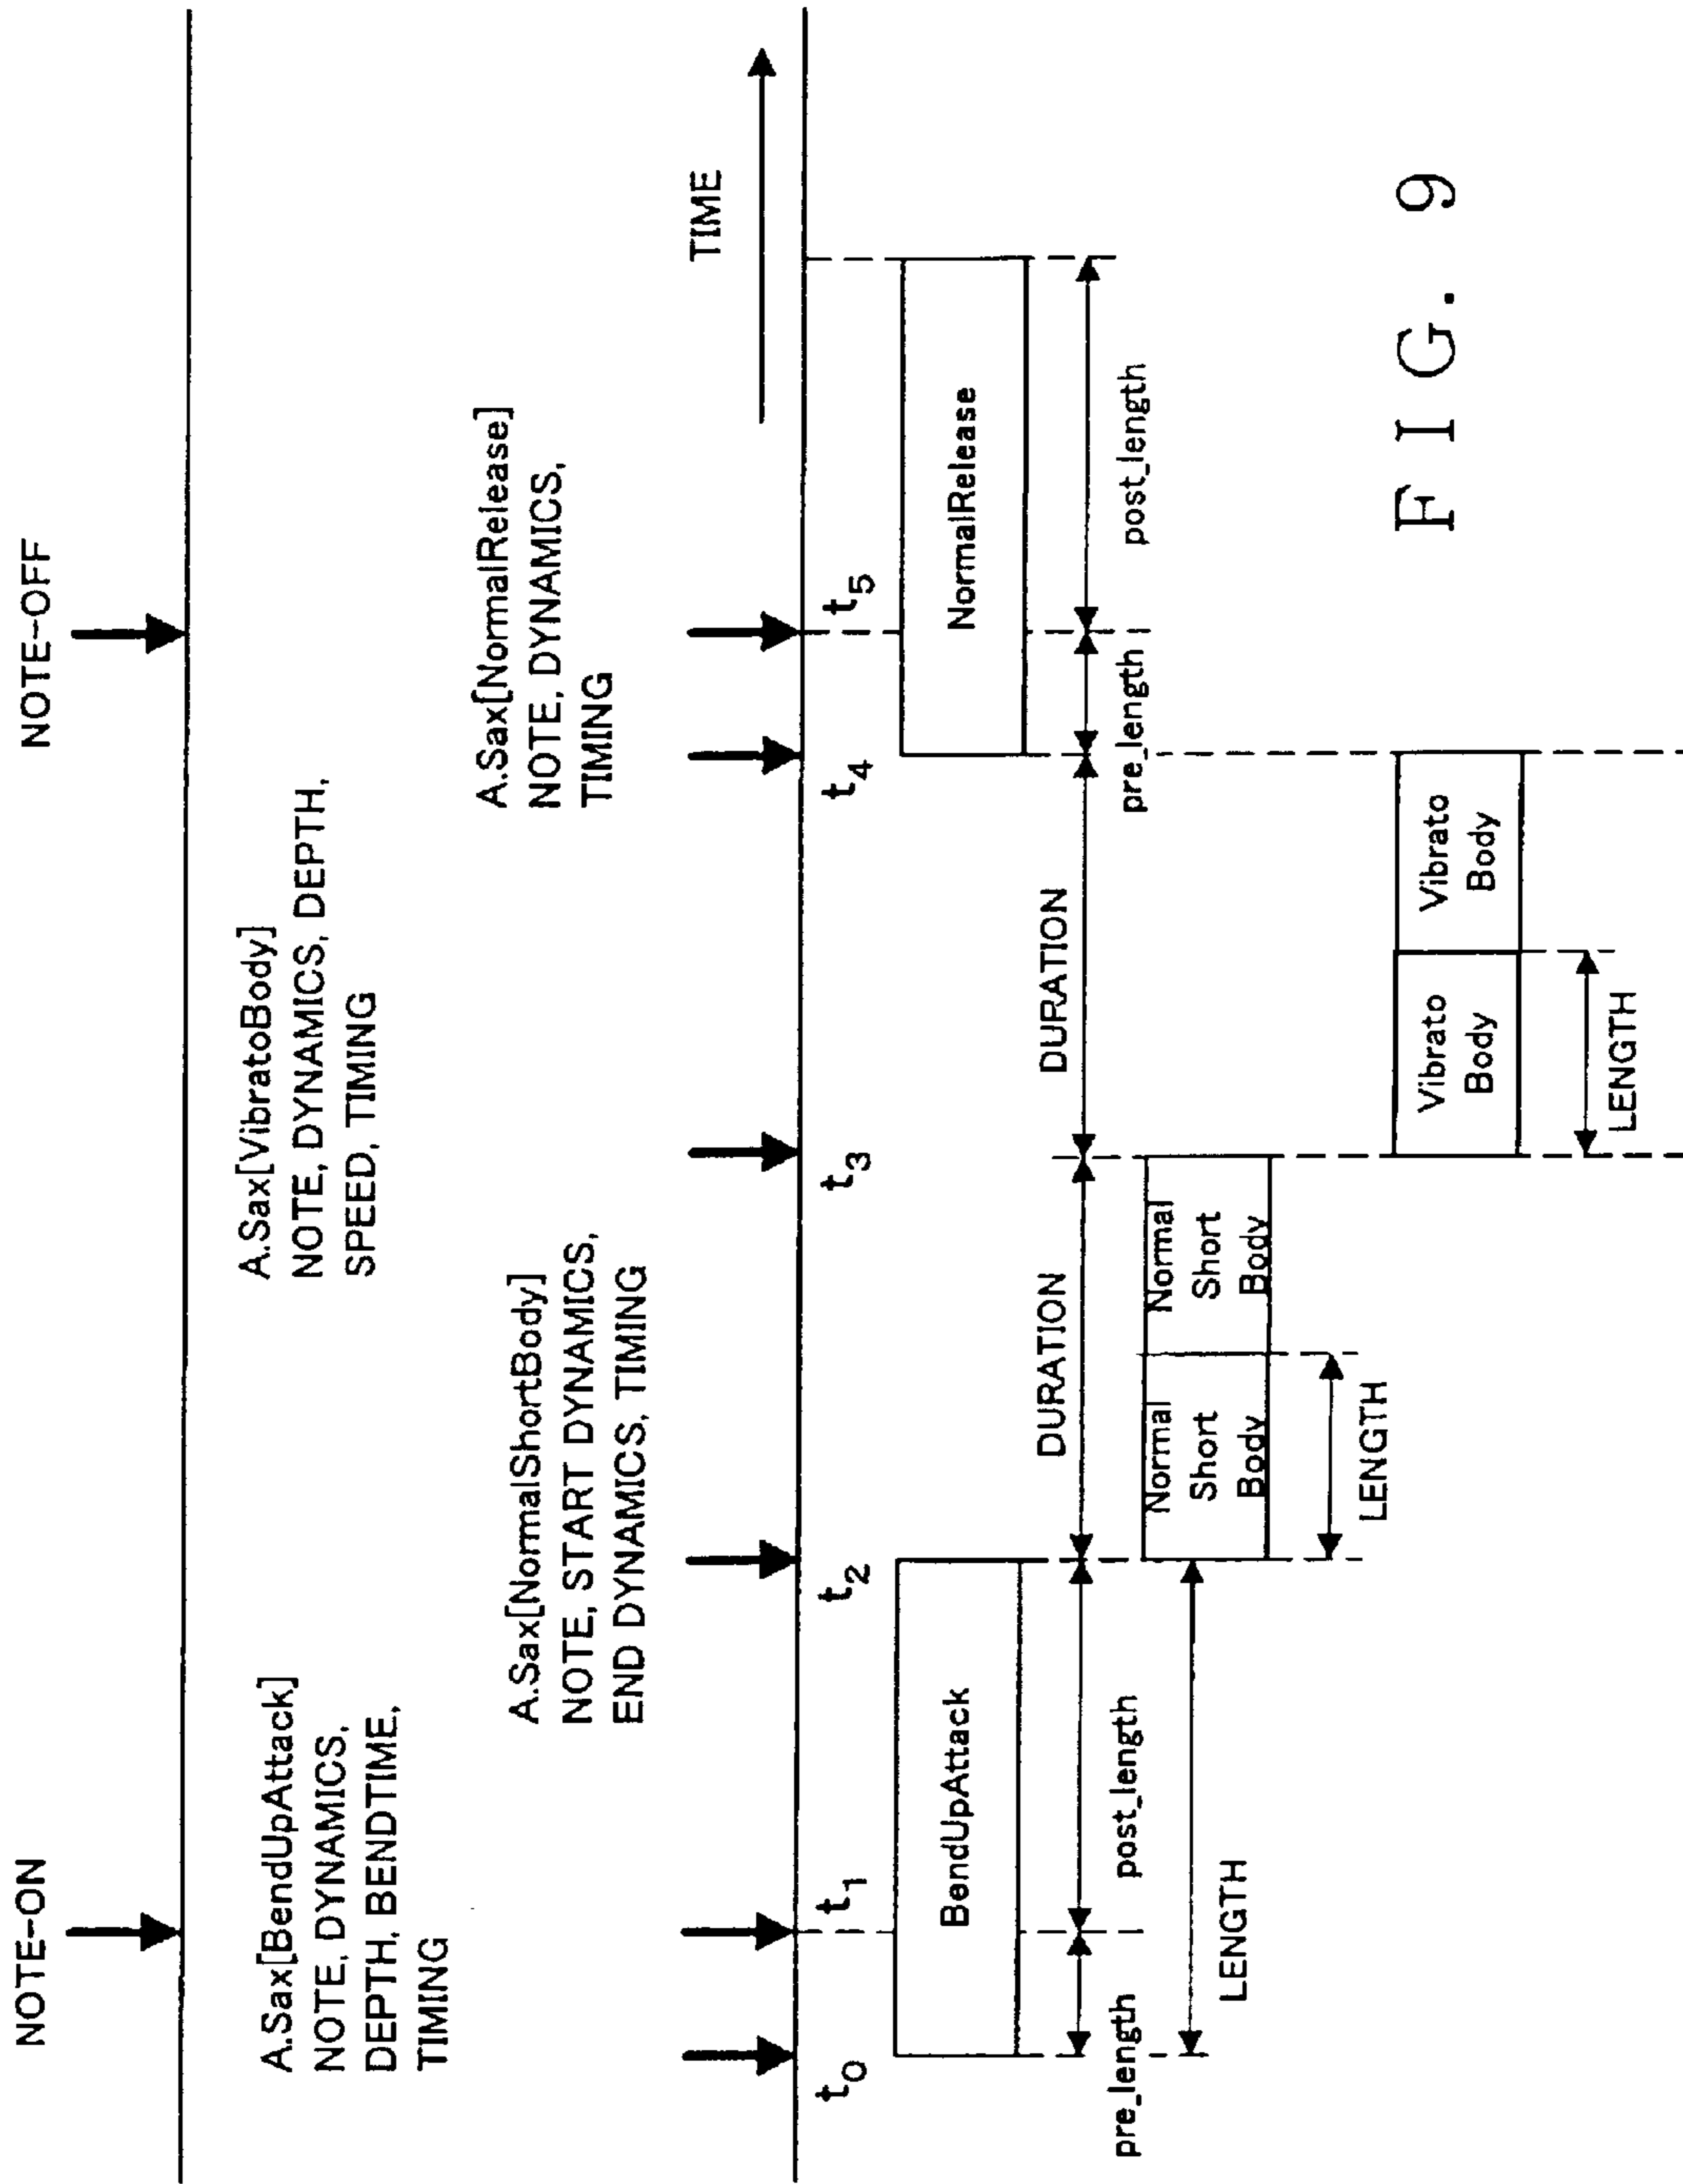 NOTE-ON
NOTE-OFF
A.Sax[BendUpAttack]
NOTE, DYNAMICS,
DEPTH, BENDTIME,
TIMING
A.Sax[VibratoBody]
NOTE, DYNAMICS, DEPTH,
SPEED, TIMING
A.Sax[NormalShortBody]
NOTE, START DYNAMICS,
END DYNAMICS, TIMING
A.Sax[NormalRelease]
NOTE, DYNAMICS,
TIMING
TIME
t0
t1
t2
t3
t4
t5
BendUpAttack
NormalRelease
pre_length
post_length
DURATION
DURATION
pre_length
post_length
LENGTH
Normal
Short
Body
Normal
Short
Body
LENGTH
Vibrato
Body
Vibrato
Body
LENGTH
FIG. 9